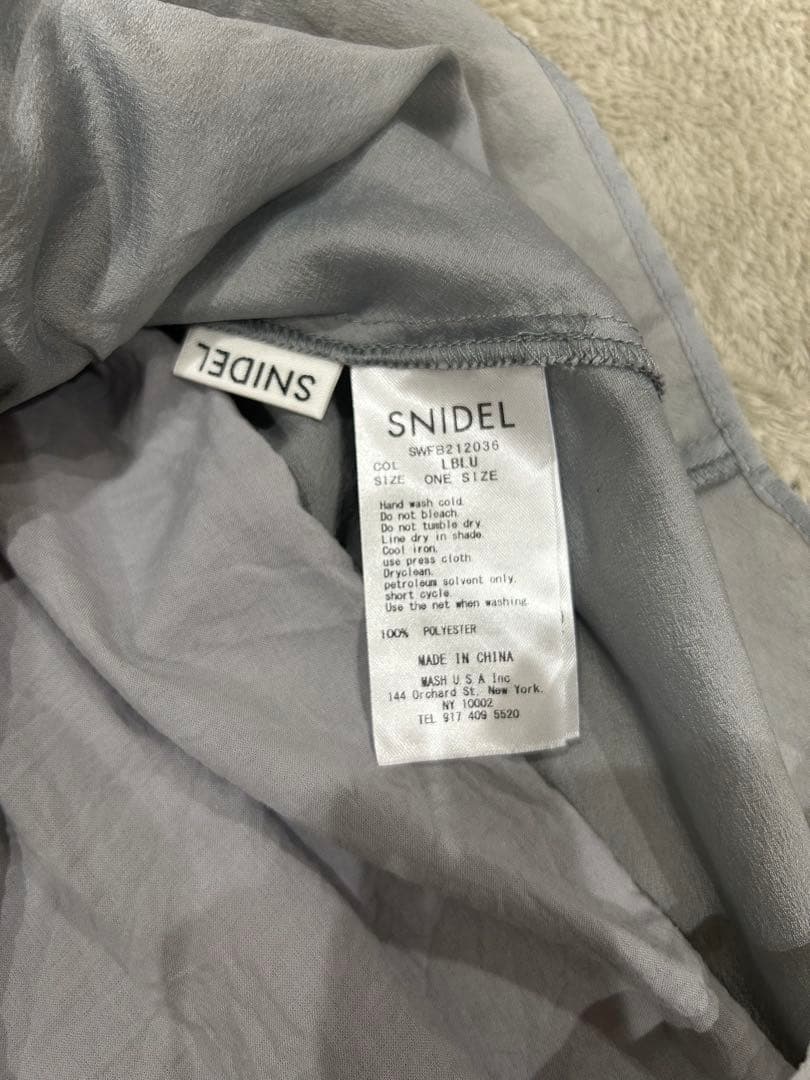 SNIDEL
SNIDEL
SWFB212036
COL LBLU
SIZE ONE SIZE
Hand wash cold.
Do not bleach.
Do not tumble dry.
Line dry in shade.
Cool iron.
use press cloth
Dryclean.
petroleum solvent only.
short cycle.
Use the net when washing.
100% POLYESTER
MADE IN CHINA
MASH U.S.A Inc
144 Orchard St. New York.
NY 10002
TEL 917 409 5520